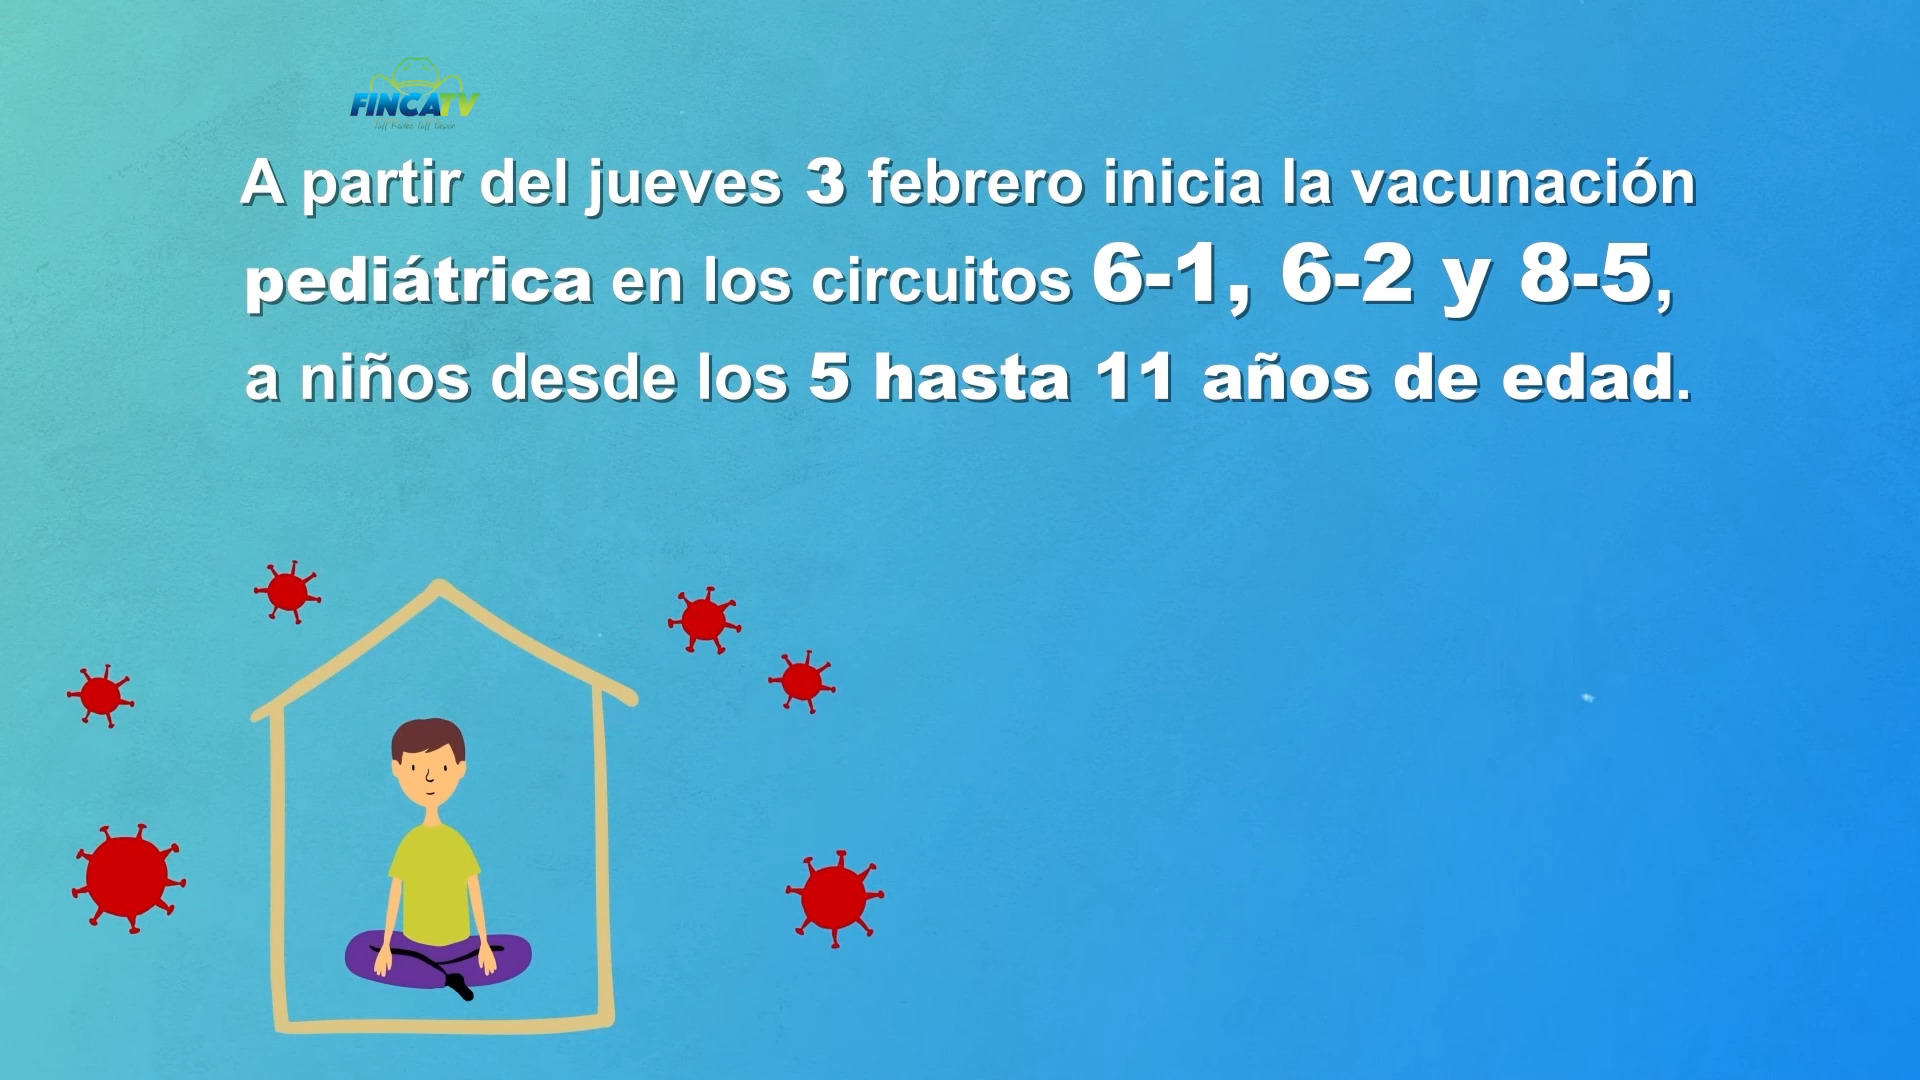 FINCATV
A partir del jueves 3 febrero inicia la vacunación
pediátrica en los circuitos 6-1, 6-2 y 8-5,
a niños desde los 5 hasta 11 años de edad.